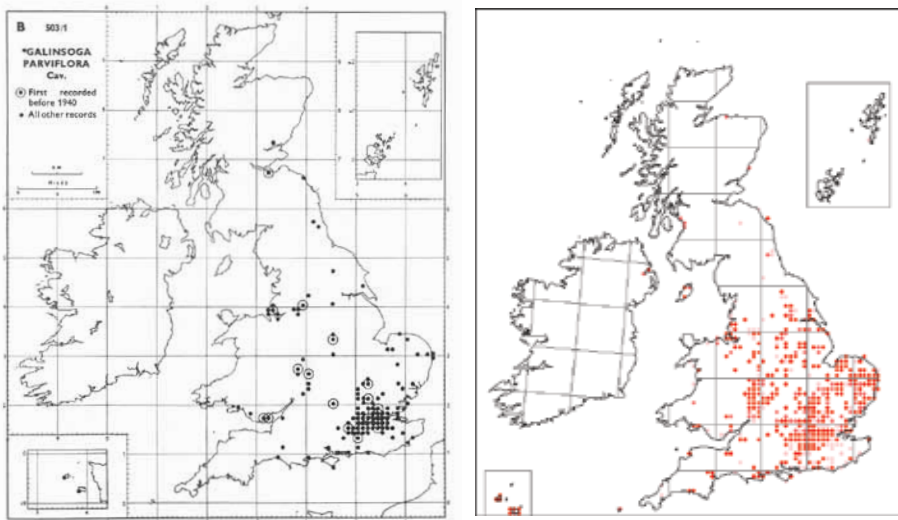 B 503/1
*GALINSOGA
PARVIFLORA
Cav.
First recorded
before 1940
All other records